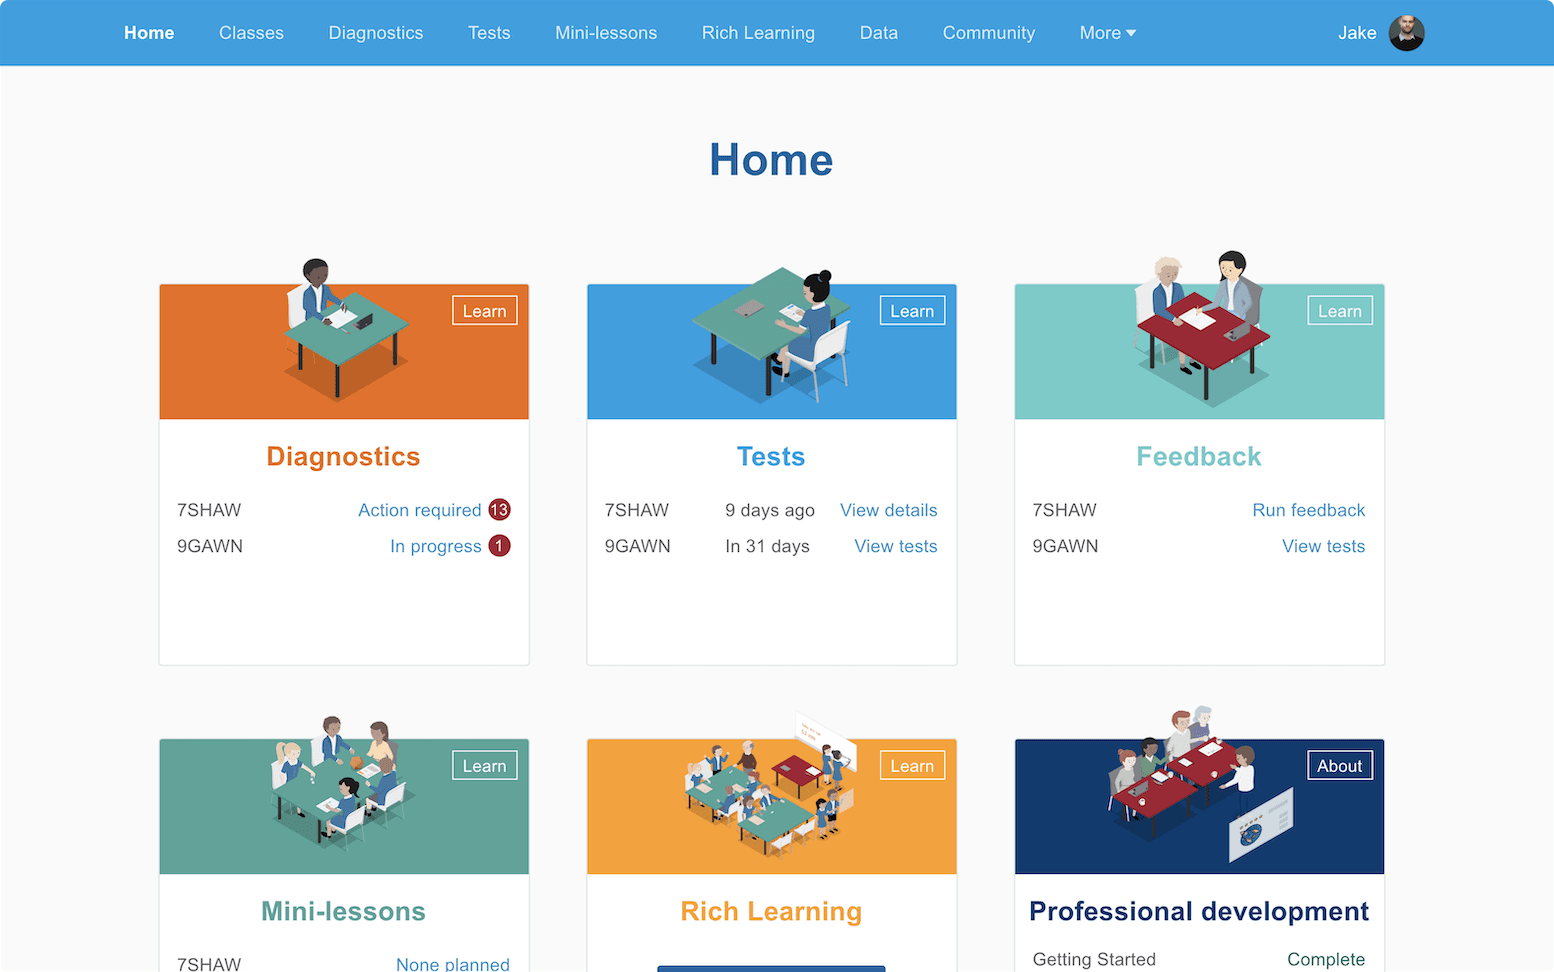 Home Classes Diagnostics Tests Mini-lessons Rich Learning Data Community More Jake
Home
Learn
Diagnostics
7SHAW Action required 13
9GAWN In progress 1
Learn
Tests
7SHAW 9 days ago View details
9GAWN In 31 days View tests
Learn
Feedback
7SHAW Run feedback
9GAWN View tests
Learn
Mini-lessons
7SHAW None planned
Learn
Rich Learning
About
Professional development
Getting Started Complete